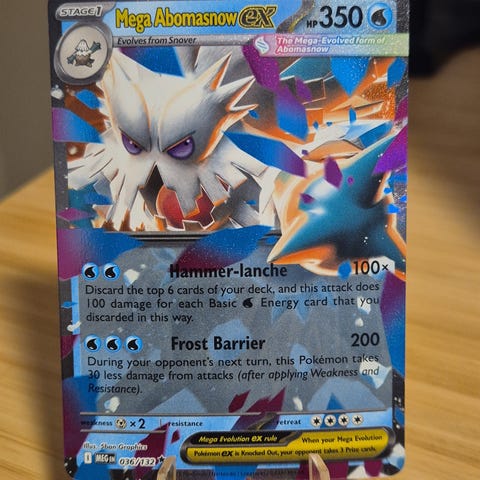 STAGE 1 Mega Abomasnow ex HP 350
Evolves from Snover
The Mega-Evolved form of
Abomasnow
Hammer-lanche 100×
Discard the top 6 cards of your deck, and this attack does
100 damage for each Basic Energy card that you
discarded in this way.
Frost Barrier 200
During your opponent's next turn, this Pokémon takes
30 less damage from attacks (after applying Weakness and
Resistance).
weakness × 2 resistance retreat
Illus. 5ban Graphics
I MEG EN 036/132
Mega Evolution ex rule
When your Mega Evolution
Pokémon ex is Knocked Out, your opponent takes 3 Prize cards.